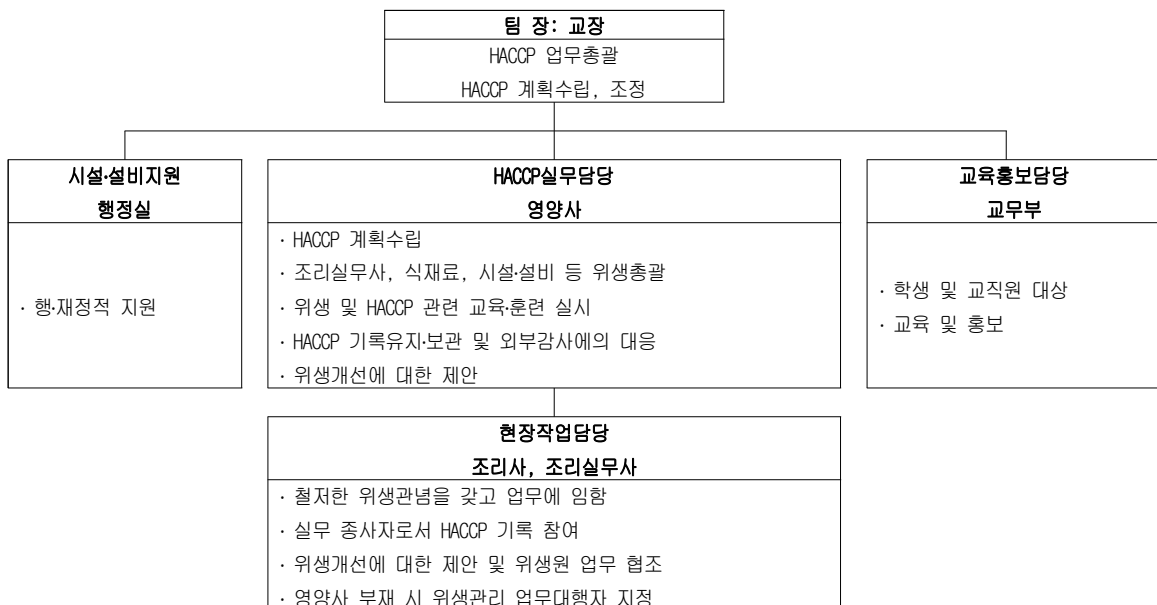 팀 장: 교장
HACCP 업무총괄
HACCP 계획수립, 조정
시설·설비지원
행정실
· 행·재정적 지원
HACCP실무담당
영양사
· HACCP 계획수립
· 조리실무사, 식재료, 시설·설비 등 위생총괄
· 위생 및 HACCP 관련 교육·훈련 실시
· HACCP 기록유지·보관 및 외부감사에의 대응
· 위생개선에 대한 제안
교육홍보담당
교무부
· 학생 및 교직원 대상
· 교육 및 홍보
현장작업담당
조리사, 조리실무사
· 철저한 위생관념을 갖고 업무에 임함
· 실무 종사자로서 HACCP 기록 참여
· 위생개선에 대한 제안 및 위생원 업무 협조
· 영양사 부재 시 위생관리 업무대행자 지정